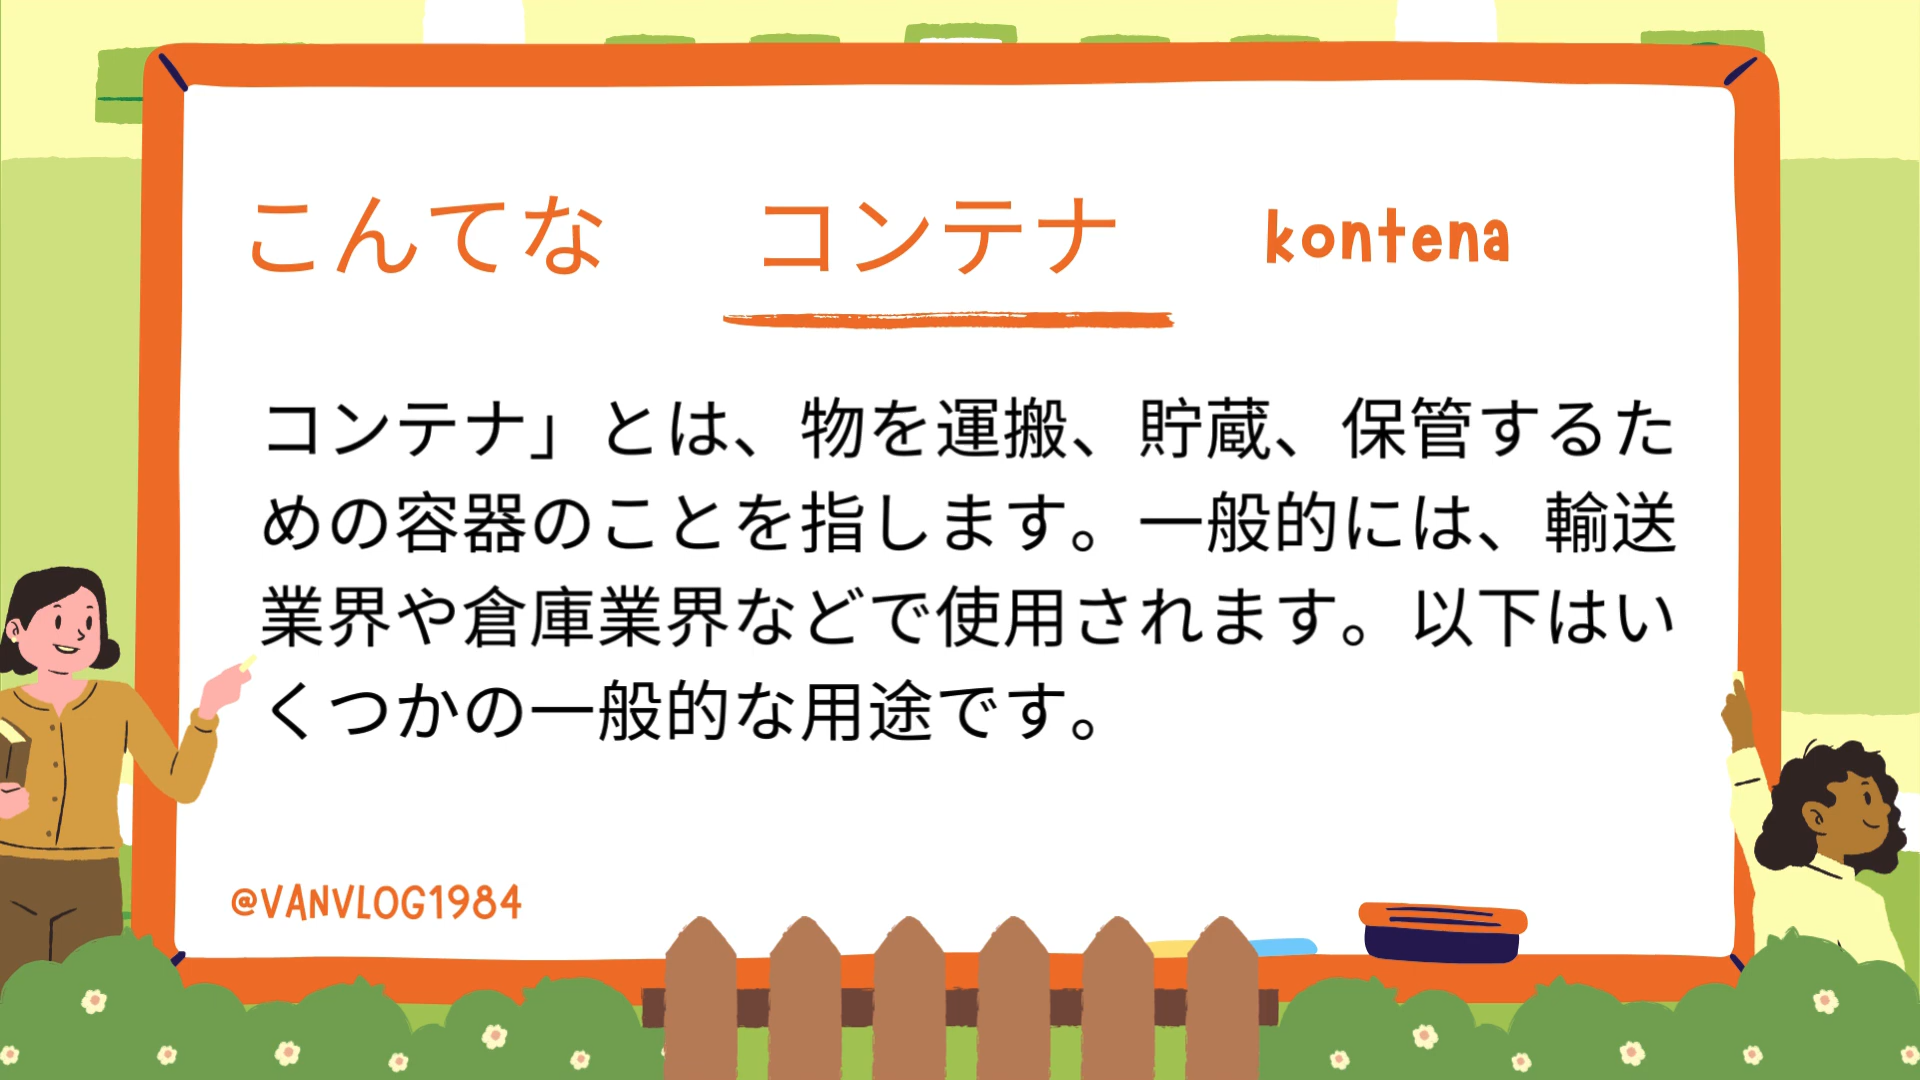 こんてな コンテナ kontena
コンテナ」とは、物を運搬、貯蔵、保管するた
めの容器のことを指します。一般的には、輸送
業界や倉庫業界などで使用されます。以下はい
くつかの一般的な用途です。
@VANVLOG1984